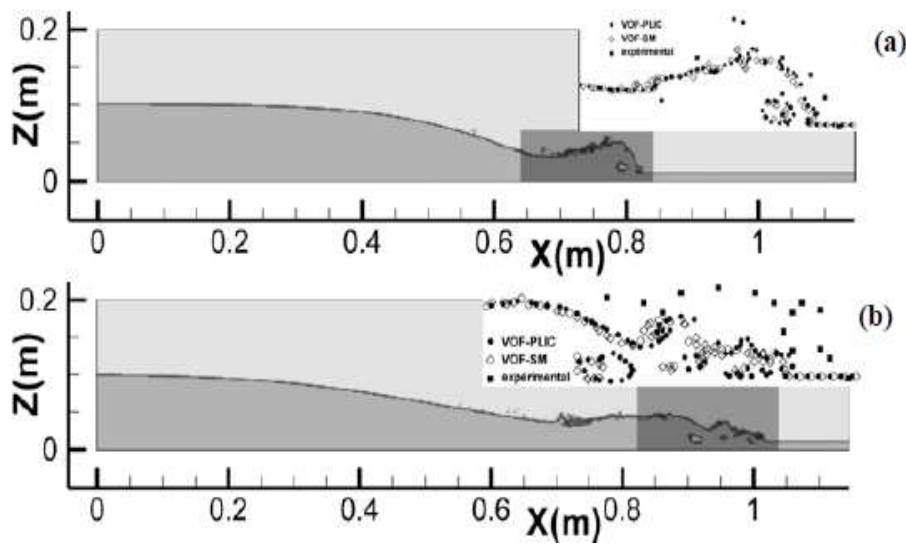 0.2
Z(m)
0
VOF-PLIC
VOF-SM
expérimental
(a)
0 0.2 0.4 0.6 0.8 1
X(m)
0.2
Z(m)
0
VOF-PLIC
VOF-SM
experimental
(b)
0 0.2 0.4 0.6 0.8 1
X(m)